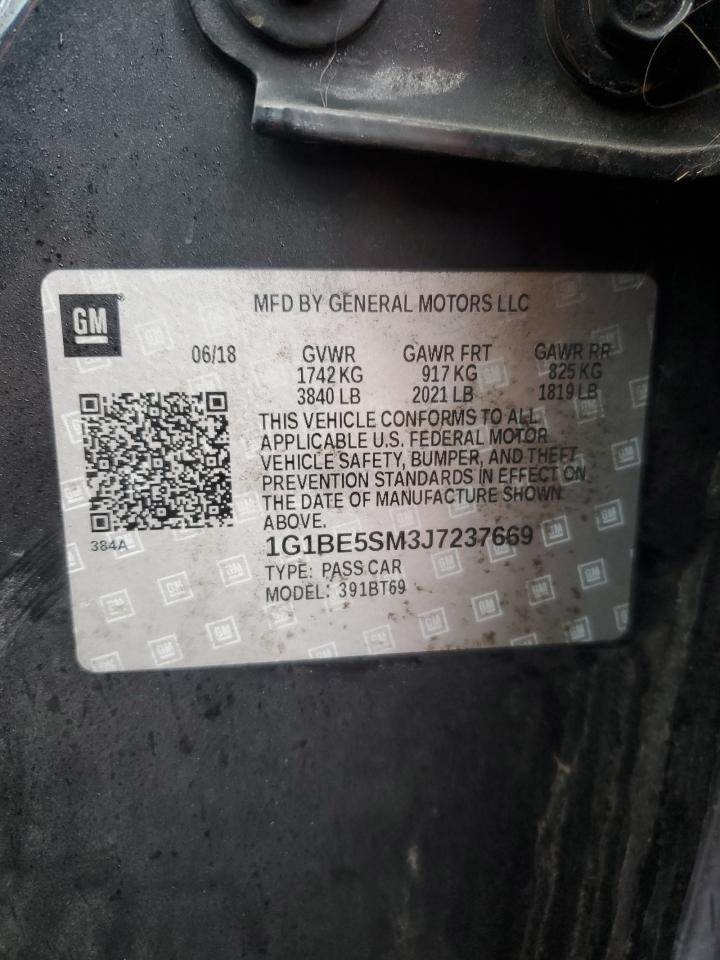 GM
MFD BY GENERAL MOTORS LLC
06/18 GVWR GAWR FRT GAWR RR
1742 KG 917 KG 825 KG
3840 LB 2021 LB 1819 LB
THIS VEHICLE CONFORMS TO ALL
APPLICABLE U.S. FEDERAL MOTOR
VEHICLE SAFETY, BUMPER, AND THEFT
PREVENTION STANDARDS IN EFFECT ON
THE DATE OF MANUFACTURE SHOWN
ABOVE.
384A
1G1BE5SM3J7237669
TYPE: PASS CAR
MODEL: 391BT69